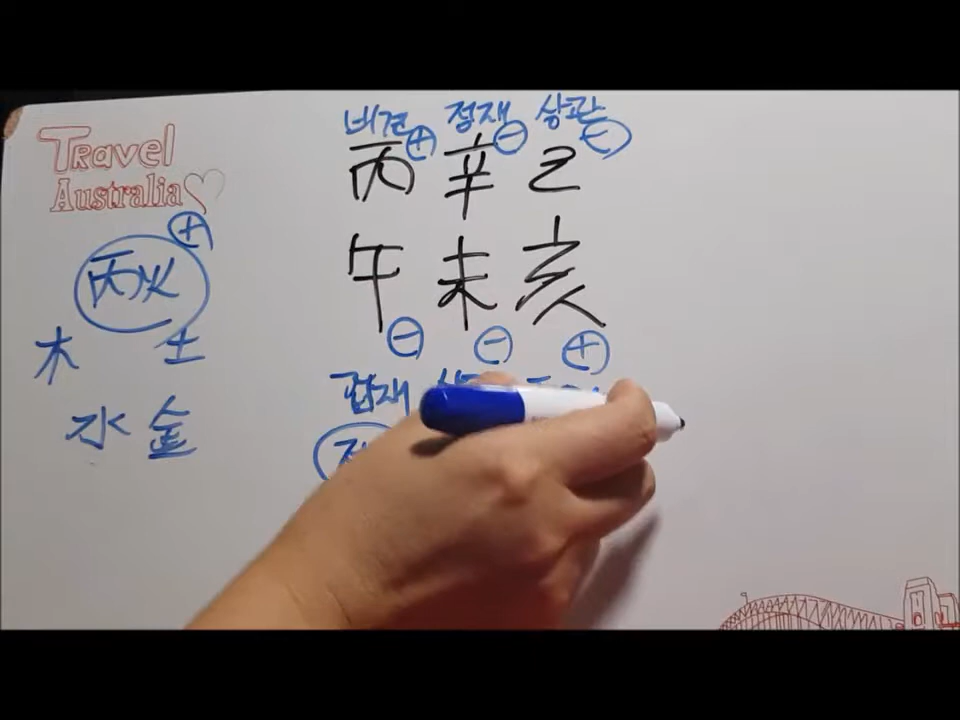 비견 정재 상관
⊕ ⊖ ⊖
丙 辛 己
午 未 亥
⊖ ⊖ ⊕
겁재
Travel
Australia♡
⊕
丙火
木 土
水 金